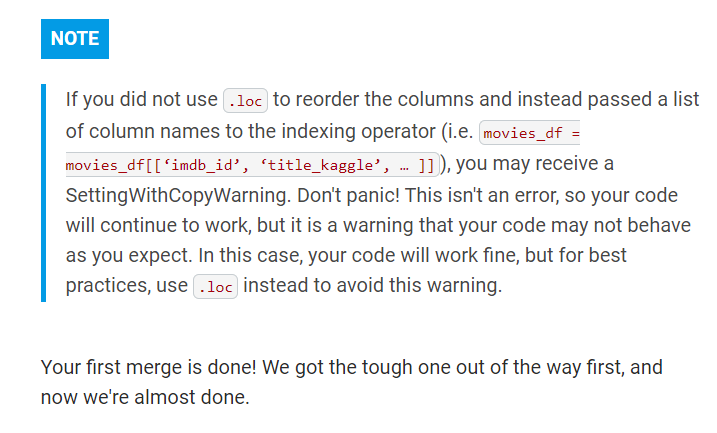 NOTE
If you did not use .loc to reorder the columns and instead passed a list
of column names to the indexing operator (i.e. movies_df =
movies_df[[‘imdb_id’, ‘title_kaggle’, … ]]), you may receive a
SettingWithCopyWarning. Don't panic! This isn't an error, so your code
will continue to work, but it is a warning that your code may not behave
as you expect. In this case, your code will work fine, but for best
practices, use .loc instead to avoid this warning.
Your first merge is done! We got the tough one out of the way first, and
now we're almost done.